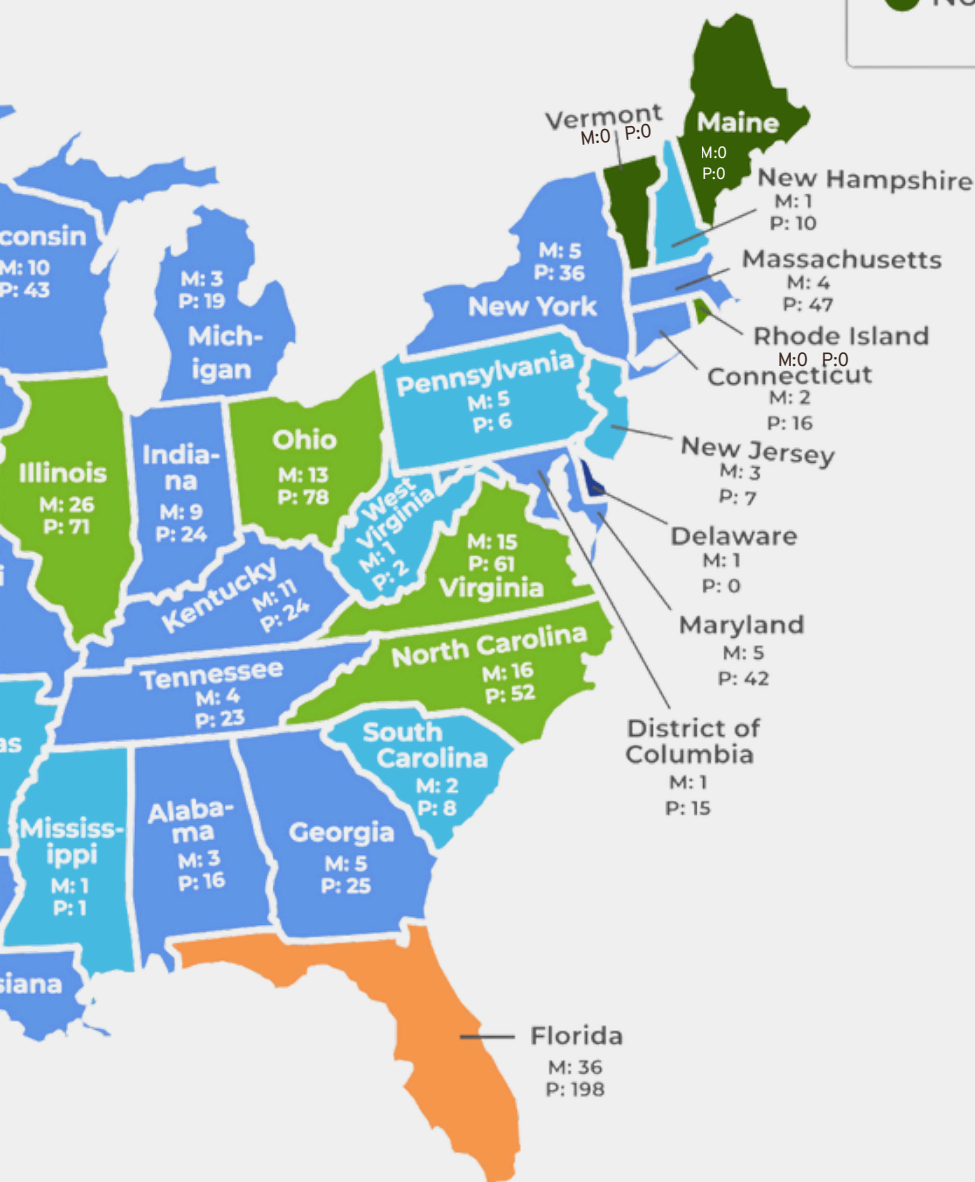 No
Vermont
M:0 P:0
Maine
M:0
P:0
New Hampshire
M: 1
P: 10
consin
M: 10
P: 43
M: 3
P: 19
Mich-
igan
M: 5
P: 36
New York
Massachusetts
M: 4
P: 47
Rhode Island
M:0 P:0
Connecticut
M: 2
P: 16
Pennsylvania
M: 5
P: 6
New Jersey
M: 3
P: 7
Illinois
M: 26
P: 71
India-
na
M: 9
P: 24
Ohio
M: 13
P: 78
West
Virginia
M: 1
P: 2
M: 15
P: 61
Virginia
Delaware
M: 1
P: 0
i
Kentucky
M: 11
P: 24
Maryland
M: 5
P: 42
Tennessee
M: 4
P: 23
North Carolina
M: 16
P: 52
District of
Columbia
M: 1
P: 15
as
South
Carolina
M: 2
P: 8
Mississ-
ippi
M: 1
P: 1
Alaba-
ma
M: 3
P: 16
Georgia
M: 5
P: 25
siana
Florida
M: 36
P: 198